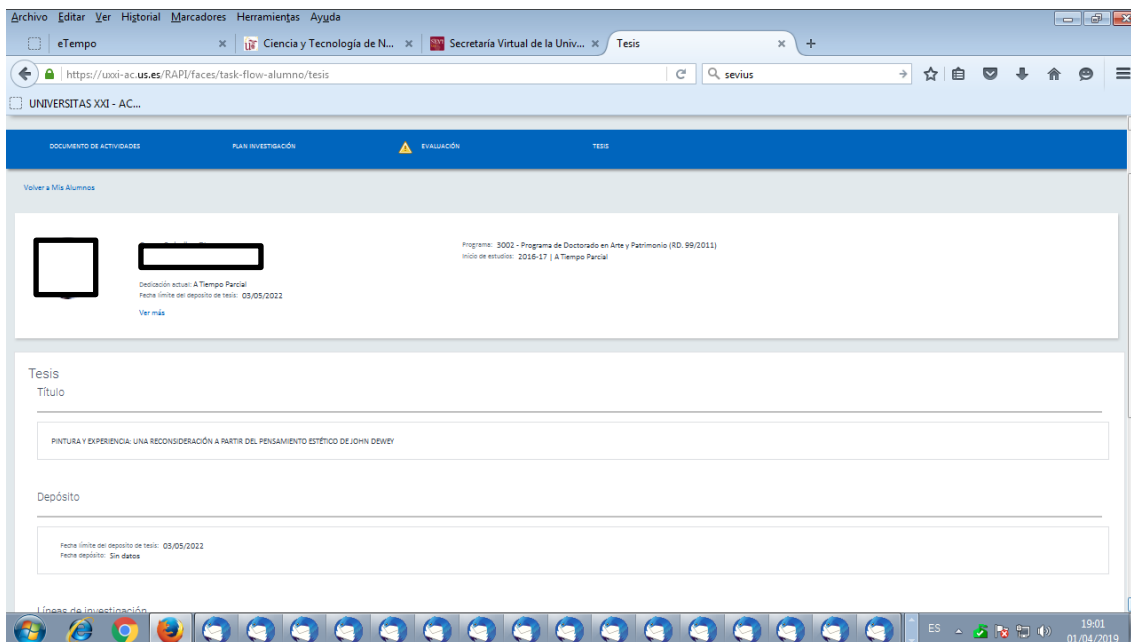 Archivo Editar Ver Historial Marcadores Herramientas Ayuda
eTempo × Ciencia y Tecnología de N... × Secretaría Virtual de la Univ... × Tesis × +
https://uxxi-ac.us.es/RAPI/faces/task-flow-alumno/tesis sevius
UNIVERSITAS XXI - AC...
DOCUMENTO DE ACTIVIDADES PLAN INVESTIGACIÓN EVALUACIÓN TESIS
Volver a Mis Alumnos
Programa: 3002 - Programa de Doctorado en Arte y Patrimonio (RD. 99/2011)
Inicio de estudios: 2016-17 | A Tiempo Parcial
Dedicación actual: A Tiempo Parcial
Fecha límite del deposito de tesis: 03/05/2022
Ver más
Tesis
Título
PINTURA Y EXPERIENCIA: UNA RECONSIDERACIÓN A PARTIR DEL PENSAMIENTO ESTÉTICO DE JOHN DEWEY
Depósito
Fecha límite del deposito de tesis: 03/05/2022
Fecha depósito: Sin datos
Líneas de investigación
ES 19:01
01/04/2019